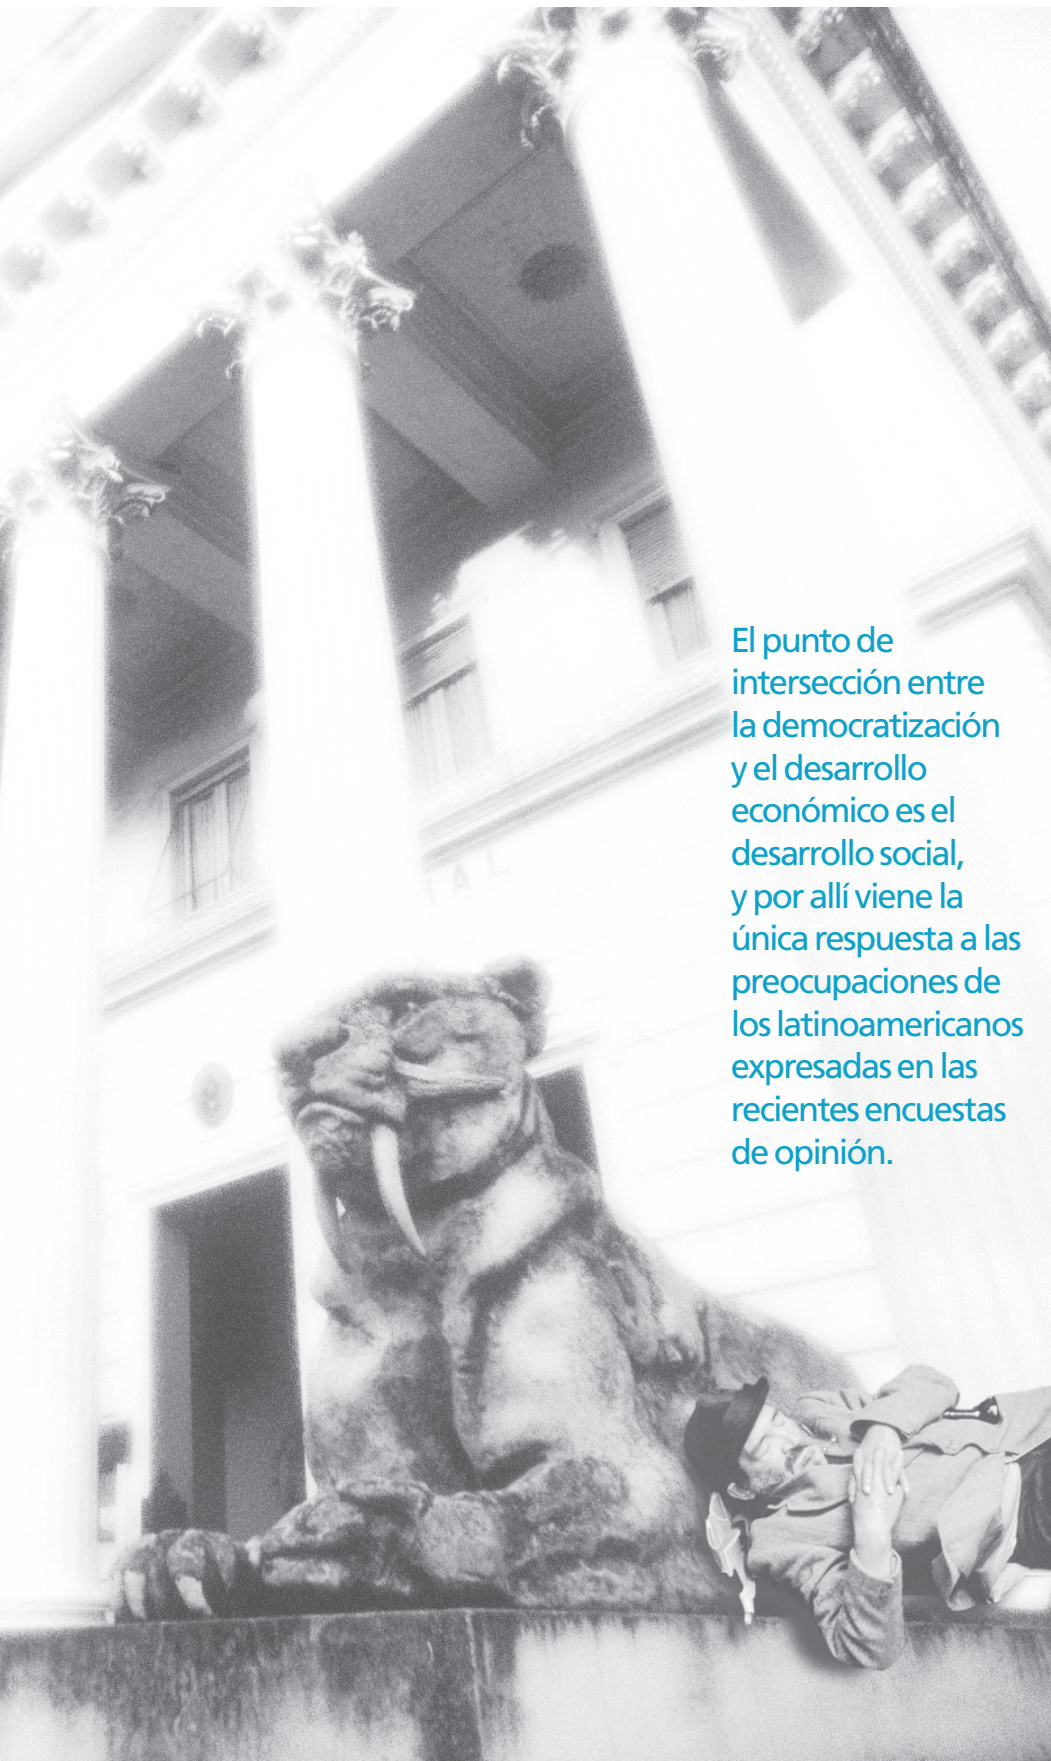 El punto de
intersección entre
la democratización
y el desarrollo
económico es el
desarrollo social,
y por allí viene la
única respuesta a las
preocupaciones de
los latinoamericanos
expresadas en las
recientes encuestas
de opinión.